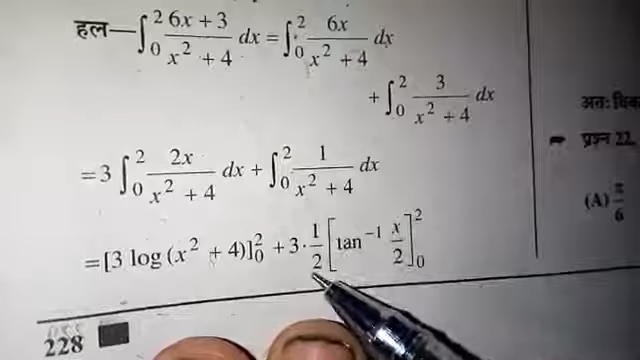 हल—∫₀² (6x + 3)/(x² + 4) dx = ∫₀² 6x/(x² + 4) dx
+ ∫₀² 3/(x² + 4) dx
= 3 ∫₀² 2x/(x² + 4) dx + ∫₀² 1/(x² + 4) dx
= [3 log (x² + 4)]₀² + 3 · 1/2 [tan⁻¹ x/2]₀²
228
अतः
प्रश्न 22.
(A) π/6